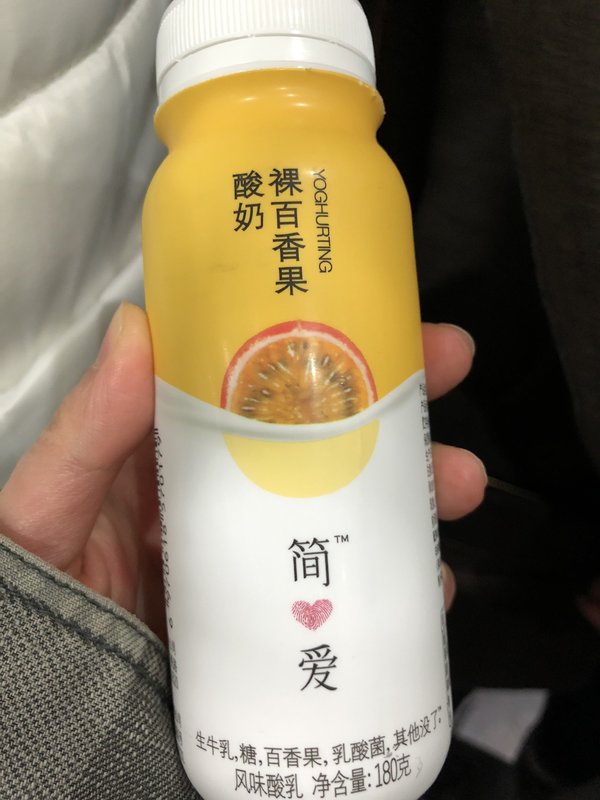 YOGHURTING
裸百香果
酸奶
简™
爱
生牛乳,糖,百香果,乳酸菌,其他没了。
风味酸乳 净含量:180克